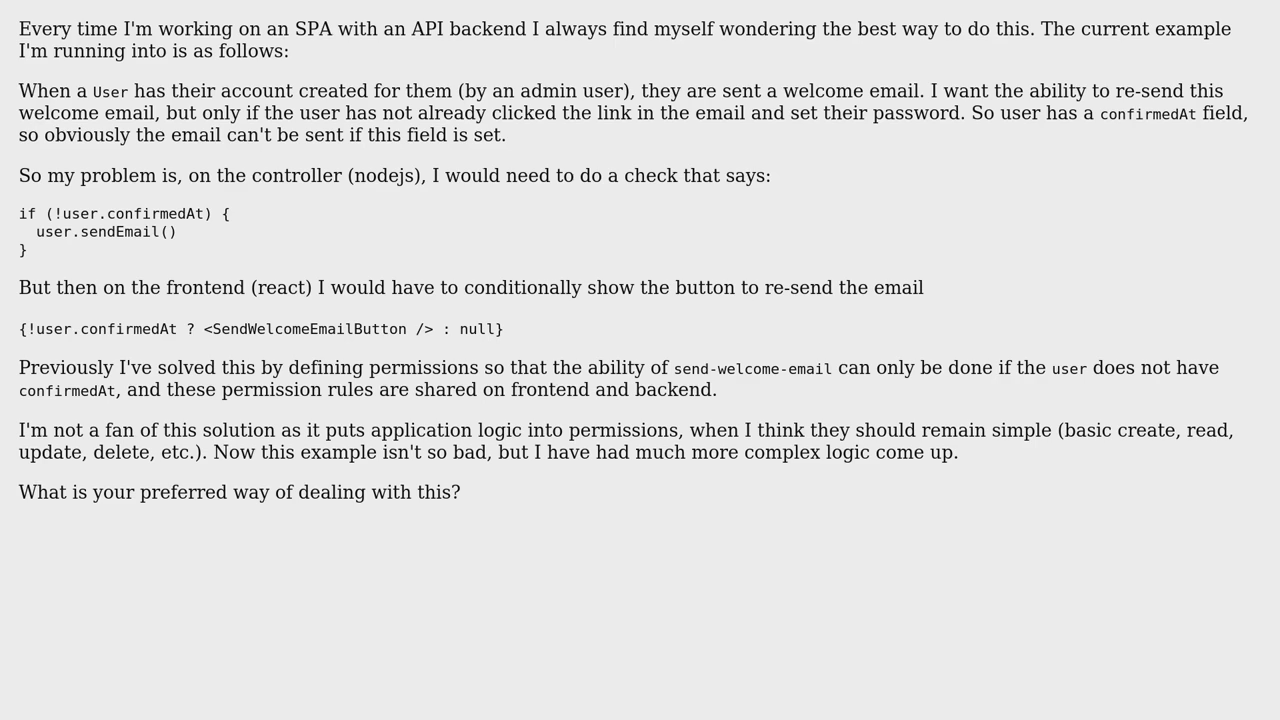 Every time I'm working on an SPA with an API backend I always find myself wondering the best way to do this. The current example
I'm running into is as follows:
When a User has their account created for them (by an admin user), they are sent a welcome email. I want the ability to re-send this
welcome email, but only if the user has not already clicked the link in the email and set their password. So user has a confirmedAt field,
so obviously the email can't be sent if this field is set.
So my problem is, on the controller (nodejs), I would need to do a check that says:
if (!user.confirmedAt) {
  user.sendEmail()
}
But then on the frontend (react) I would have to conditionally show the button to re-send the email
{!user.confirmedAt ? <SendWelcomeEmailButton /> : null}
Previously I've solved this by defining permissions so that the ability of send-welcome-email can only be done if the user does not have
confirmedAt, and these permission rules are shared on frontend and backend.
I'm not a fan of this solution as it puts application logic into permissions, when I think they should remain simple (basic create, read,
update, delete, etc.). Now this example isn't so bad, but I have had much more complex logic come up.
What is your preferred way of dealing with this?